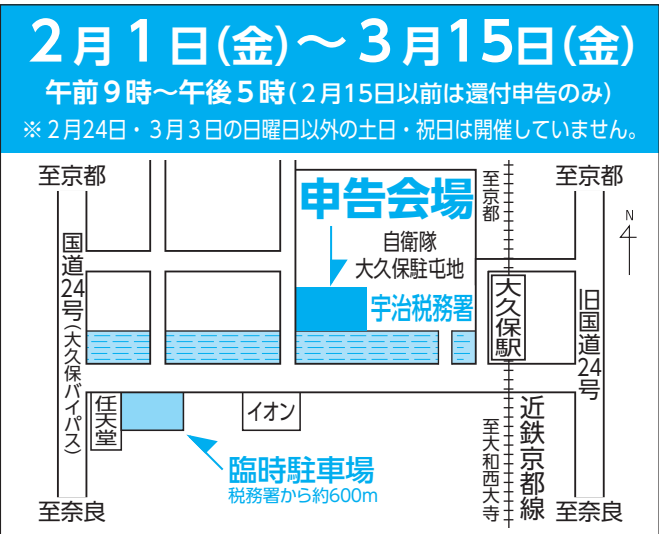 2月1日(金)～3月15日(金)
午前9時～午後5時(2月15日以前は還付申告のみ)
※2月24日・3月3日の日曜日以外の土日・祝日は開催していません。
至京都
至京都
至京都
N
申告会場
自衛隊
大久保駐屯地
宇治税務署
国道24号(大久保バイパス)
大久保駅
旧国道24号
任天堂
イオン
近鉄京都線
至大和西大寺
臨時駐車場
税務署から約600m
至奈良
至奈良